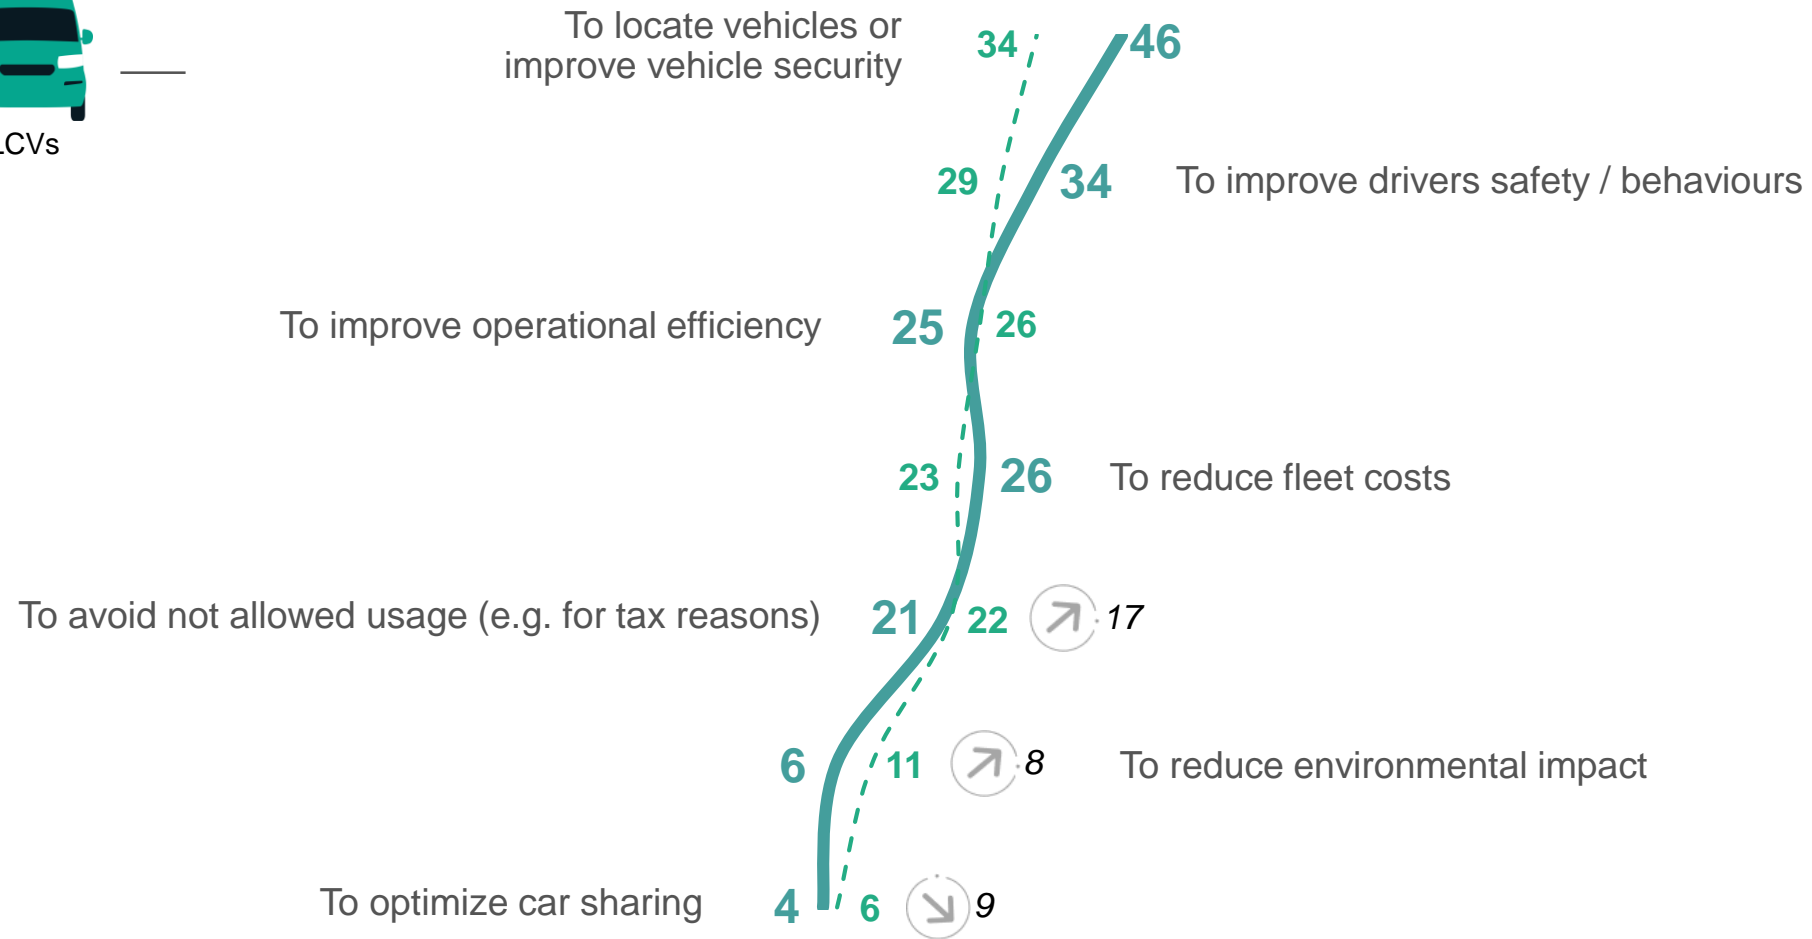 To locate vehicles or
improve vehicle security
34
46
LCVs
29
34
To improve drivers safety / behaviours
To improve operational efficiency
25
26
23
26
To reduce fleet costs
To avoid not allowed usage (e.g. for tax reasons)
21
22
17
6
11
8
To reduce environmental impact
To optimize car sharing
4
6
9